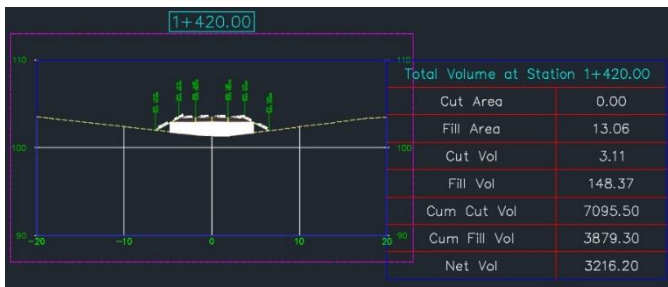 1+420.00
110
110
100
100
90
-20
-10
0
10
20
90
Total Volume at Station 1+420.00
Cut Area 0.00
Fill Area 13.06
Cut Vol 3.11
Fill Vol 148.37
Cum Cut Vol 7095.50
Cum Fill Vol 3879.30
Net Vol 3216.20